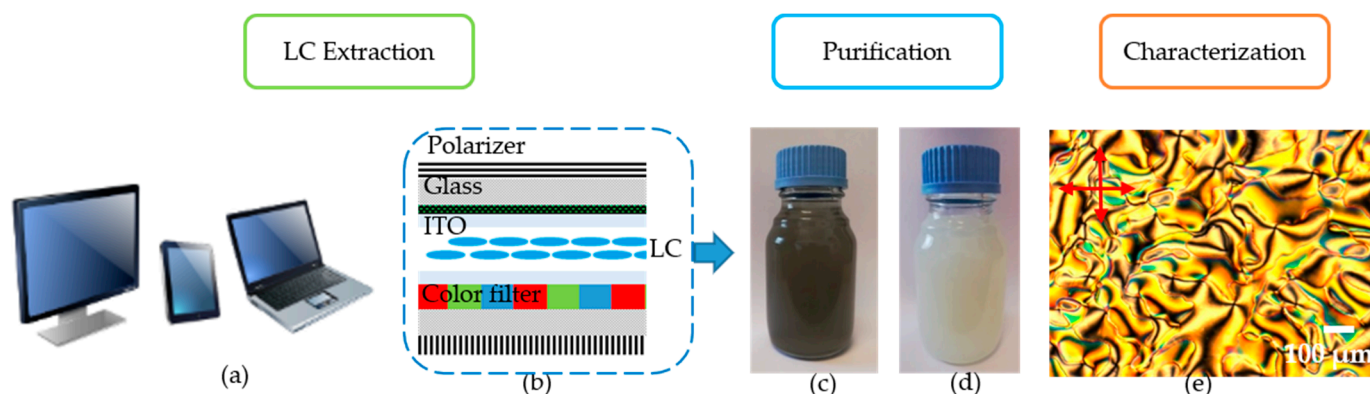 LC Extraction
Purification
Characterization
Polarizer
Glass
ITO
LC
Color filter
100 μm
(a)
(b)
(c)
(d)
(e)